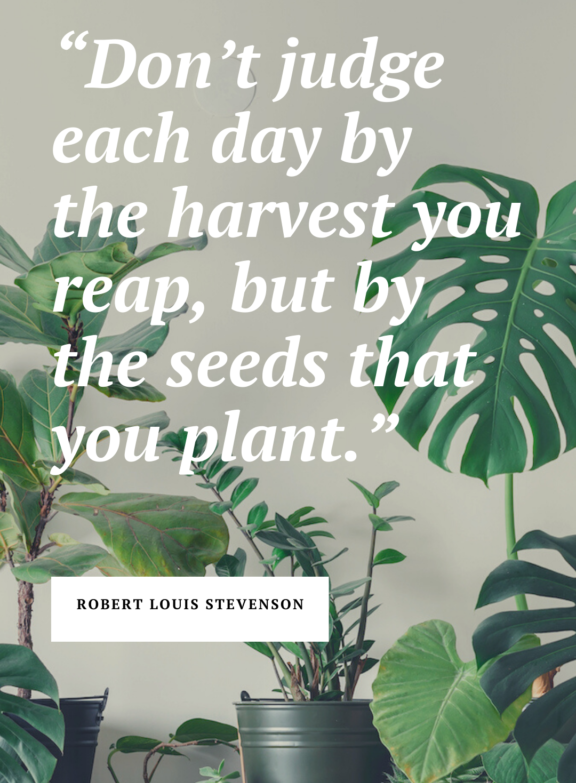 “Don’t judge
each day by
the harvest you
reap, but by
the seeds that
you plant.”
ROBERT LOUIS STEVENSON